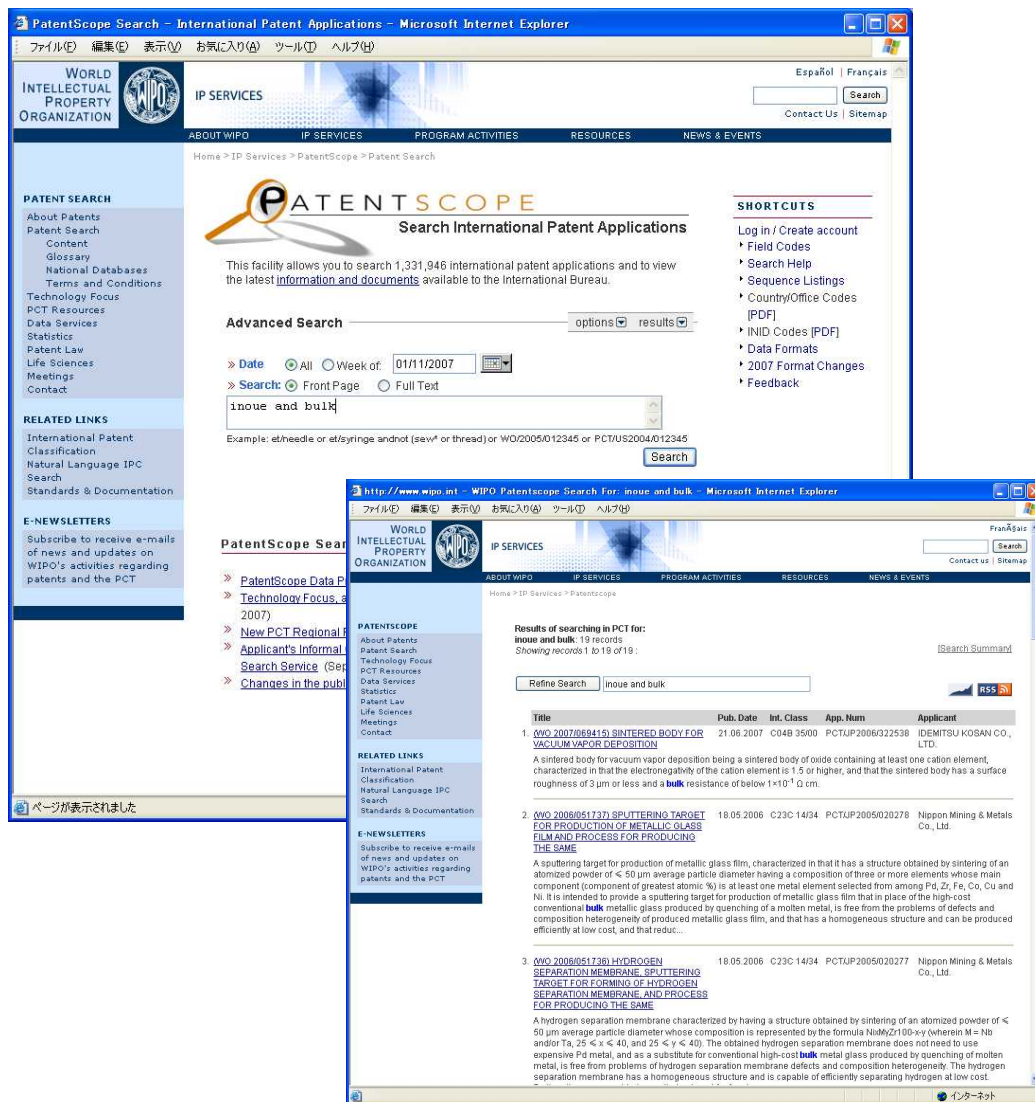 PatentScope Search - International Patent Applications - Microsoft Internet Explorer
ファイル(F) 編集(E) 表示(V) お気に入り(A) ツール(T) ヘルプ(H)
WORLD
INTELLECTUAL
PROPERTY
ORGANIZATION
WIPO
IP SERVICES
Español | Français
Search
Contact Us | Sitemap
ABOUT WIPO IP SERVICES PROGRAM ACTIVITIES RESOURCES NEWS & EVENTS
Home > IP Services > PatentScope > Patent Search
PATENT SEARCH
About Patents
Patent Search
Content
Glossary
National Databases
Terms and Conditions
Technology Focus
PCT Resources
Data Services
Statistics
Patent Law
Life Sciences
Meetings
Contact
RELATED LINKS
International Patent
Classification
Natural Language IPC
Search
Standards & Documentation
E-NEWSLETTERS
Subscribe to receive e-mails
of news and updates on
WIPO's activities regarding
patents and the PCT
PATENTSCOPE
Search International Patent Applications
This facility allows you to search 1,331,946 international patent applications and to view
the latest information and documents available to the International Bureau.
Advanced Search options results
» Date All Week of: 01/11/2007
» Search: Front Page Full Text
inoue and bulk
Example: et/needle or et/syringe andnot (sew* or thread) or WO/2005/012345 or PCT/US2004/012345
Search
SHORTCUTS
Log in / Create account
Field Codes
Search Help
Sequence Listings
Country/Office Codes
[PDF]
INID Codes [PDF]
Data Formats
2007 Format Changes
Feedback
PatentScope Sear
» PatentScope Data P
» Technology Focus, a
2007)
» New PCT Regional F
» Applicant's Informal
Search Service (Sep
» Changes in the publ
ページが表示されました
http://www.wipo.int - WIPO Patentscope Search For: inoue and bulk - Microsoft Internet Explorer
ファイル(F) 編集(E) 表示(V) お気に入り(A) ツール(T) ヘルプ(H)
WORLD
INTELLECTUAL
PROPERTY
ORGANIZATION
WIPO
IP SERVICES
FranÃ§ais
Search
Contact us | Sitemap
ABOUT WIPO IP SERVICES PROGRAM ACTIVITIES RESOURCES NEWS & EVENTS
Home > IP Services > Patentscope
PATENTSCOPE
About Patents
Patent Search
Technology Focus
PCT Resources
Data Services
Statistics
Patent Law
Life Sciences
Meetings
Contact
RELATED LINKS
International Patent
Classification
Natural Language IPC
Search
Standards & Documentation
E-NEWSLETTERS
Subscribe to receive e-mails
of news and updates on
WIPO's activities regarding
patents and the PCT
Results of searching in PCT for:
inoue and bulk: 19 records
Showing records 1 to 19 of 19 :
[Search Summary]
Refine Search inoue and bulk
RSS
Title Pub. Date Int. Class App. Num Applicant
1. (WO 2007/069415) SINTERED BODY FOR 21.06.2007 C04B 35/00 PCT/JP2006/322538 IDEMITSU KOSAN CO.,
VACUUM VAPOR DEPOSITION LTD.
A sintered body for vacuum vapor deposition being a sintered body of oxide containing at least one cation element,
characterized in that the electronegativity of the cation element is 1.5 or higher, and that the sintered body has a surface
roughness of 3 μm or less and a bulk resistance of below 1×10⁻¹ Ω cm.
2. (WO 2006/051737) SPUTTERING TARGET 18.05.2006 C23C 14/34 PCT/JP2005/020278 Nippon Mining & Metals
FOR PRODUCTION OF METALLIC GLASS Co., Ltd.
FILM AND PROCESS FOR PRODUCING
THE SAME
A sputtering target for production of metallic glass film, characterized in that it has a structure obtained by sintering of an
atomized powder of ≤ 50 μm average particle diameter having a composition of three or more elements whose main
component (component of greatest atomic %) is at least one metal element selected from among Pd, Zr, Fe, Co, Cu and
Ni. It is intended to provide a sputtering target for production of metallic glass film that in place of the high-cost
conventional bulk metallic glass produced by quenching of a molten metal, is free from the problems of defects and
composition heterogeneity of produced metallic glass film, and that has a homogeneous structure and can be produced
efficiently at low cost, and that reduc...
3. (WO 2006/051736) HYDROGEN 18.05.2006 C23C 14/34 PCT/JP2005/020277 Nippon Mining & Metals
SEPARATION MEMBRANE, SPUTTERING Co., Ltd.
TARGET FOR FORMING OF HYDROGEN
SEPARATION MEMBRANE, AND PROCESS
FOR PRODUCING THE SAME
A hydrogen separation membrane characterized by having a structure obtained by sintering of an atomized powder of ≤
50 μm average particle diameter whose composition is represented by the formula NixMyZr100-x-y (wherein M = Nb
and/or Ta, 25 ≤ x ≤ 40, and 25 ≤ y ≤ 40). The obtained hydrogen separation membrane does not need to use
expensive Pd metal, and as a substitute for conventional high-cost bulk metal glass produced by quenching of molten
metal, is free from problems of hydrogen separation membrane defects and composition heterogeneity. The hydrogen
separation membrane has a homogeneous structure and is capable of efficiently separating hydrogen at low cost.
インターネット